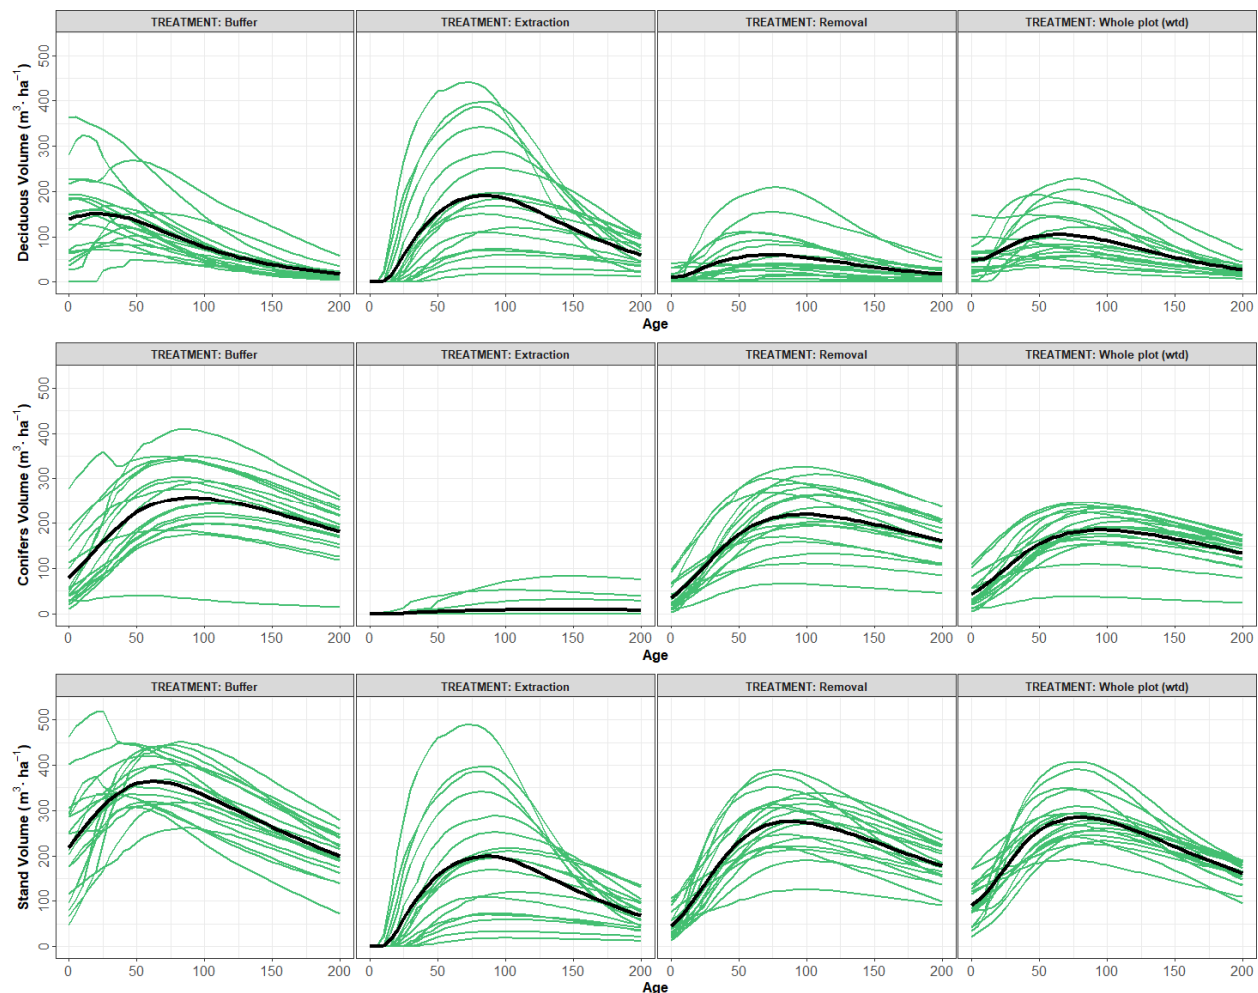 TREATMENT: Buffer TREATMENT: Extraction TREATMENT: Removal TREATMENT: Whole plot (wtd)
Deciduous Volume (m³· ha⁻¹)
500
400
300
200
100
0
0 50 100 150 200 0 50 100 150 200 0 50 100 150 200 0 50 100 150 200
Age
TREATMENT: Buffer TREATMENT: Extraction TREATMENT: Removal TREATMENT: Whole plot (wtd)
Conifers Volume (m³· ha⁻¹)
500
400
300
200
100
0
0 50 100 150 200 0 50 100 150 200 0 50 100 150 200 0 50 100 150 200
Age
TREATMENT: Buffer TREATMENT: Extraction TREATMENT: Removal TREATMENT: Whole plot (wtd)
Stand Volume (m³· ha⁻¹)
500
400
300
200
100
0
0 50 100 150 200 0 50 100 150 200 0 50 100 150 200 0 50 100 150 200
Age